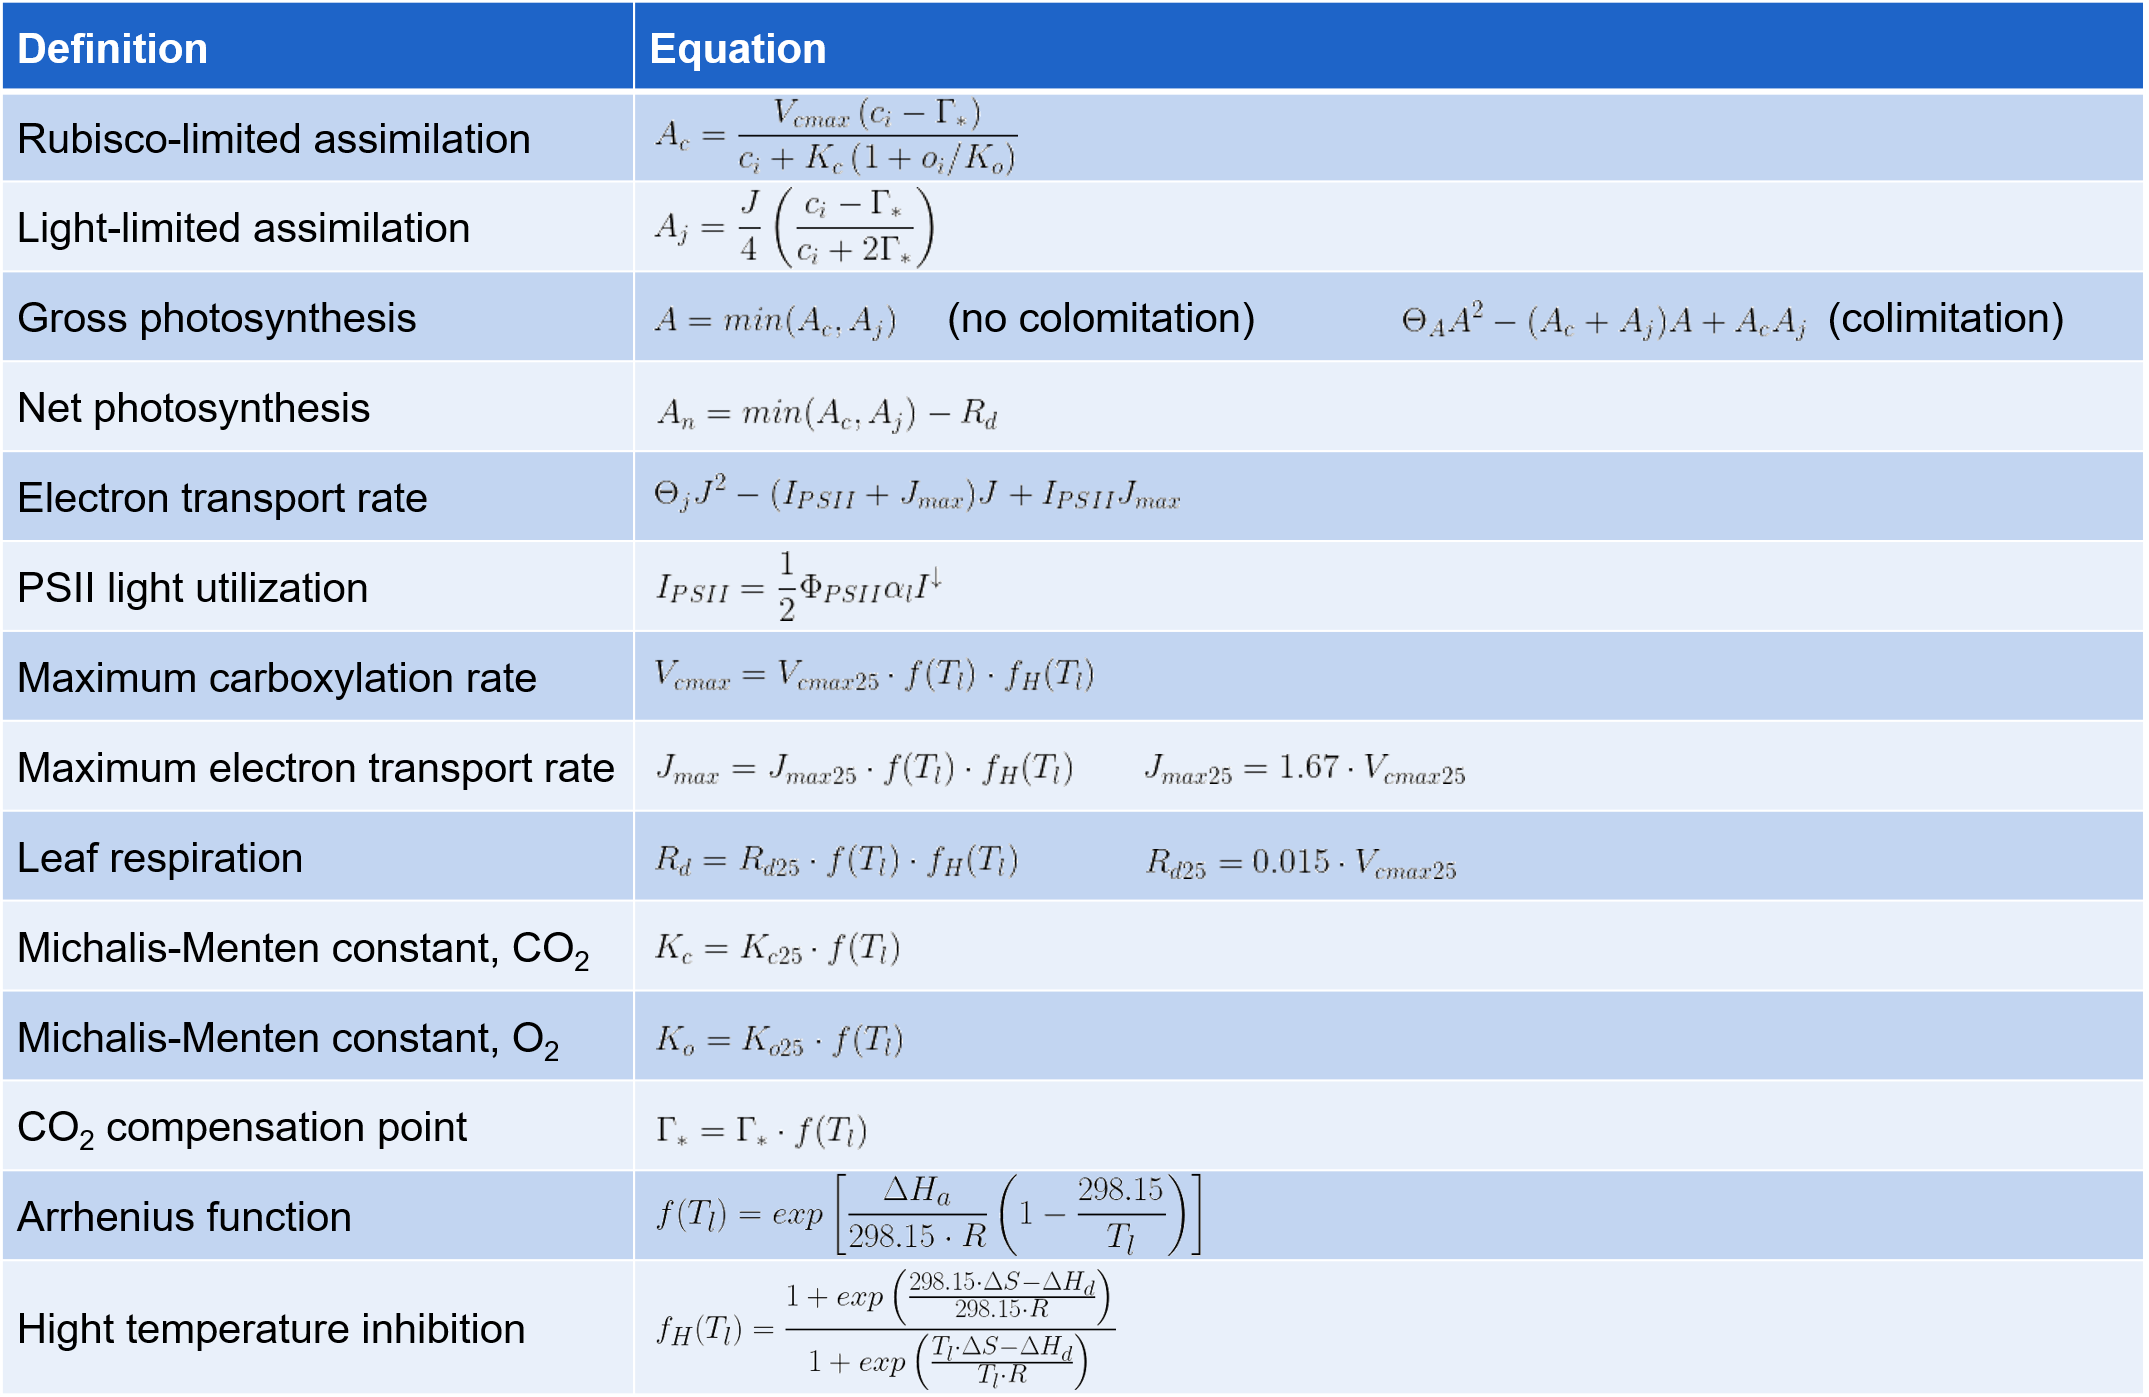 Definition Equation
Rubisco-limited assimilation $A_c = \frac{V_{cmax}(c_i - \Gamma_*)}{c_i + K_c(1 + o_i/K_o)}$
Light-limited assimilation $A_j = \frac{J}{4}\left(\frac{c_i - \Gamma_*}{c_i + 2\Gamma_*}\right)$
Gross photosynthesis $A = min(A_c, A_j)$ (no colomitation) $\Theta_A A^2 - (A_c + A_j)A + A_c A_j$ (colimitation)
Net photosynthesis $A_n = min(A_c, A_j) - R_d$
Electron transport rate $\Theta_j J^2 - (I_{PSII} + J_{max})J + I_{PSII}J_{max}$
PSII light utilization $I_{PSII} = \frac{1}{2}\Phi_{PSII}\alpha_l I^{\downarrow}$
Maximum carboxylation rate $V_{cmax} = V_{cmax25} \cdot f(T_l) \cdot f_H(T_l)$
Maximum electron transport rate $J_{max} = J_{max25} \cdot f(T_l) \cdot f_H(T_l)$ $J_{max25} = 1.67 \cdot V_{cmax25}$
Leaf respiration $R_d = R_{d25} \cdot f(T_l) \cdot f_H(T_l)$ $R_{d25} = 0.015 \cdot V_{cmax25}$
Michalis-Menten constant, CO₂ $K_c = K_{c25} \cdot f(T_l)$
Michalis-Menten constant, O₂ $K_o = K_{o25} \cdot f(T_l)$
CO₂ compensation point $\Gamma_* = \Gamma_* \cdot f(T_l)$
Arrhenius function $f(T_l) = exp\left[\frac{\Delta H_a}{298.15 \cdot R}\left(1 - \frac{298.15}{T_l}\right)\right]$
Hight temperature inhibition $f_H(T_l) = \frac{1 + exp\left(\frac{298.15 \cdot \Delta S - \Delta H_d}{298.15 \cdot R}\right)}{1 + exp\left(\frac{T_l \cdot \Delta S - \Delta H_d}{T_l \cdot R}\right)}$